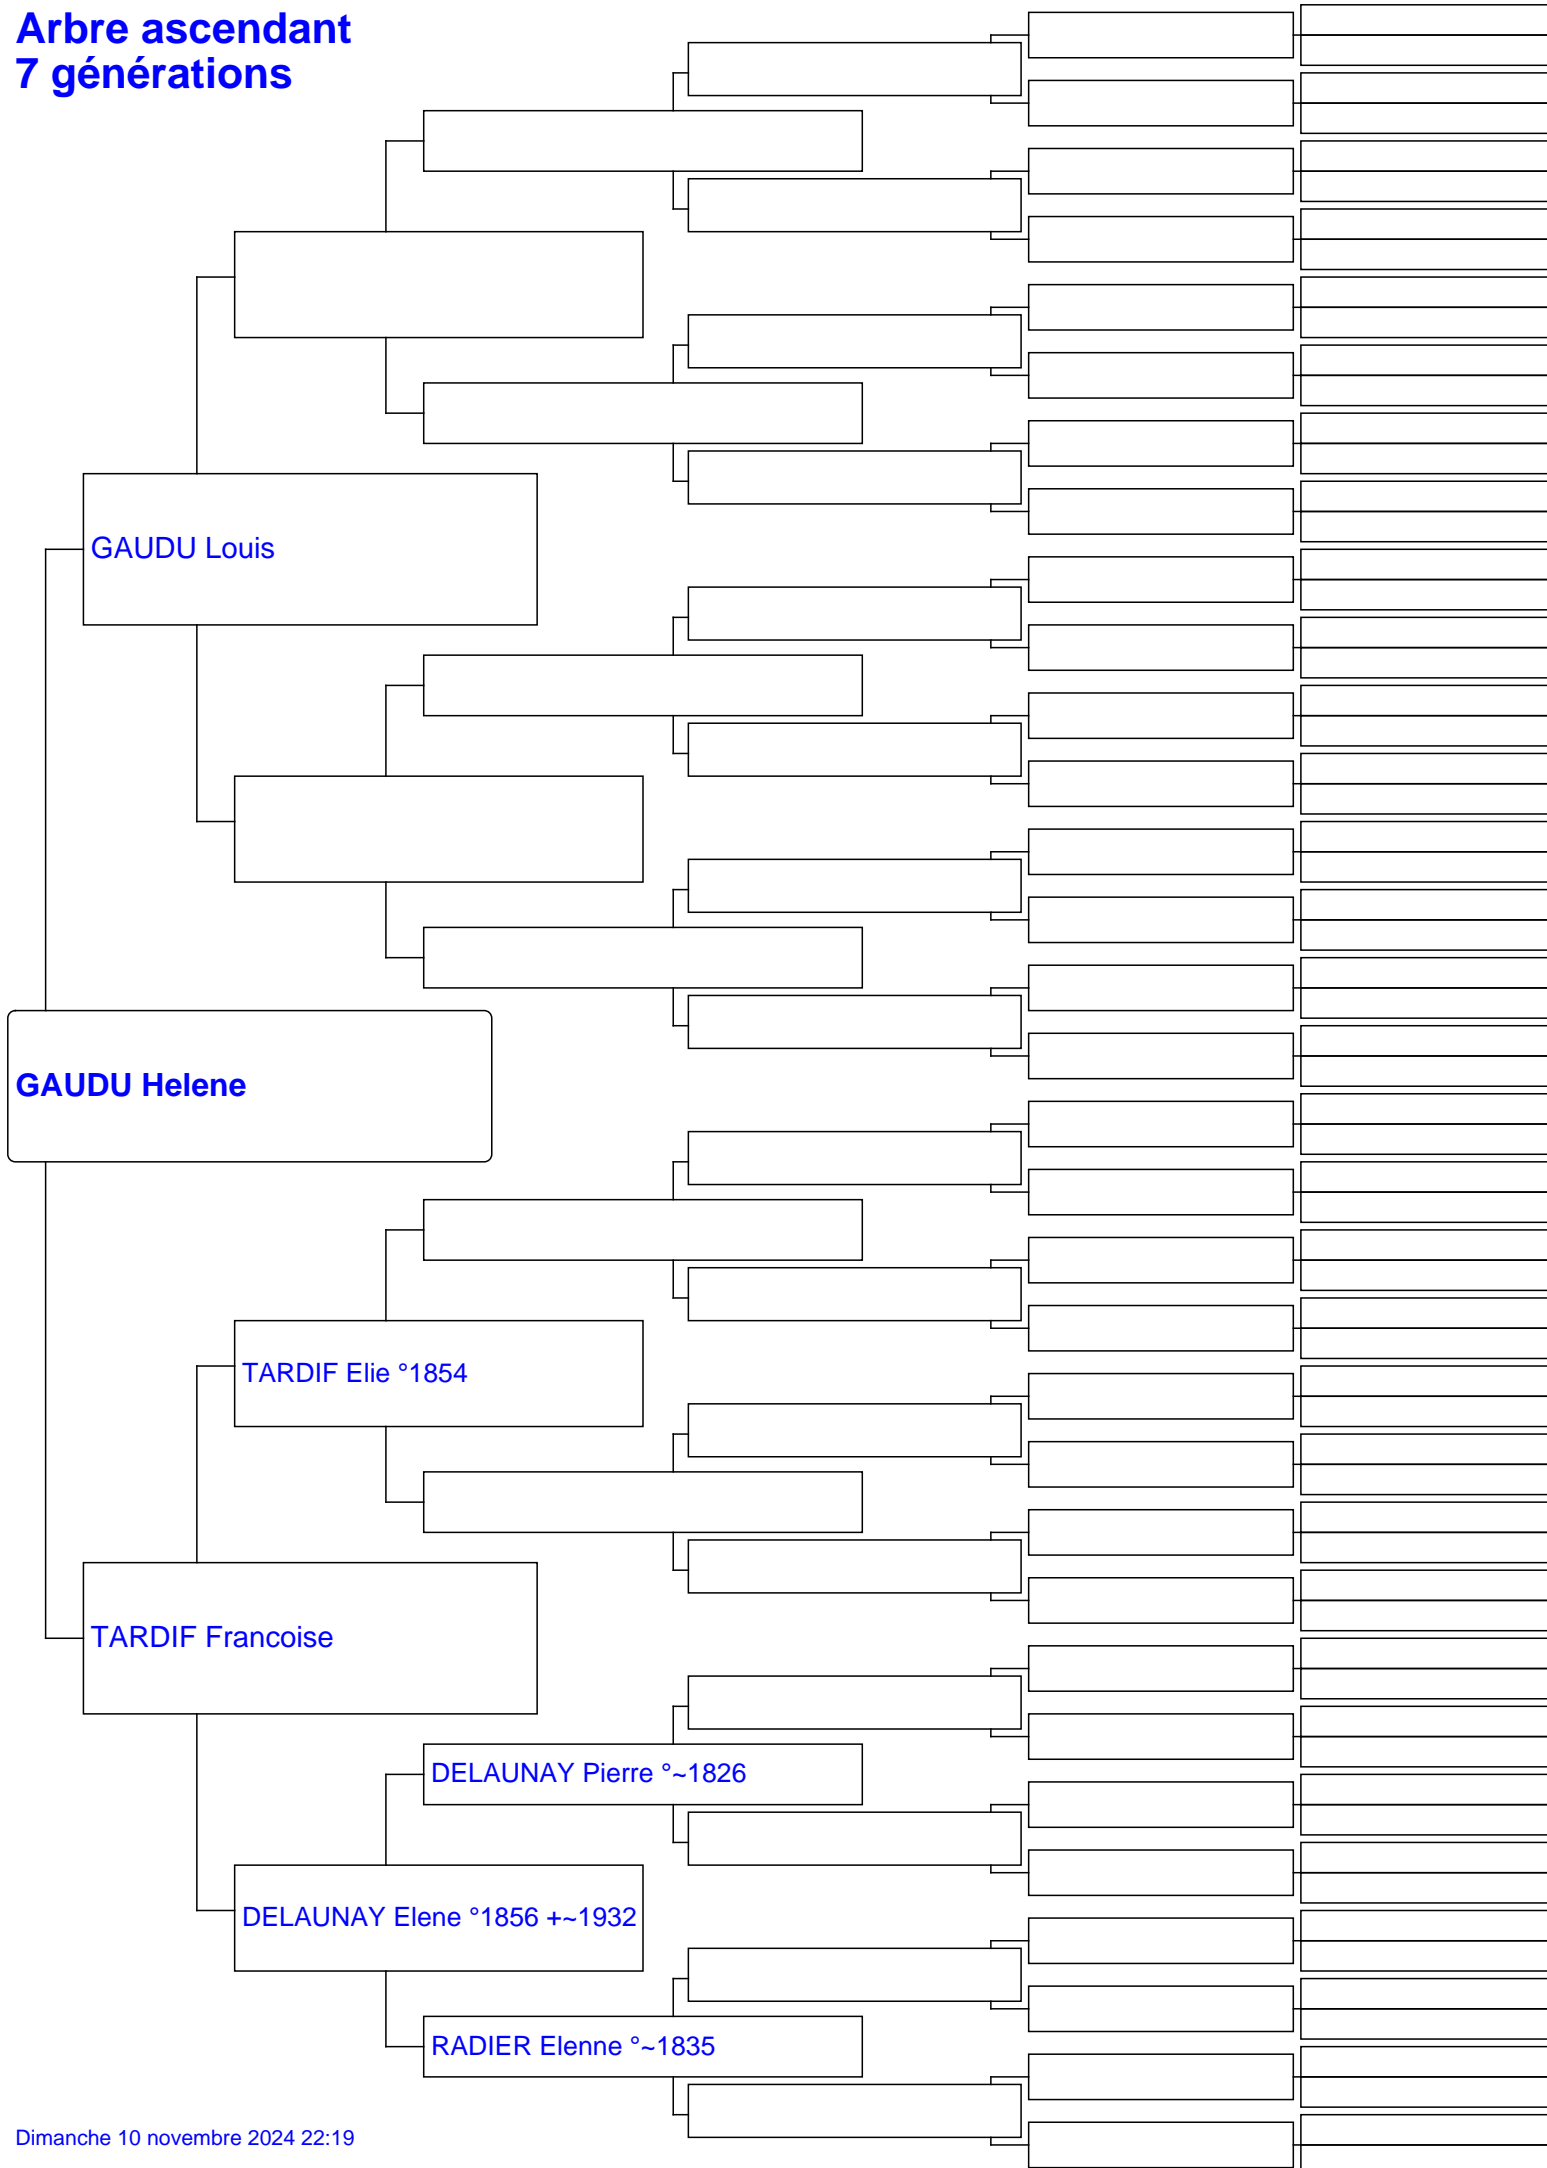 Arbre ascendant
7 générations
GAUDU Louis
GAUDU Helene
TARDIF Elie °1854
TARDIF Francoise
DELAUNAY Pierre °~1826
DELAUNAY Elene °1856 +~1932
RADIER Elenne °~1835
Dimanche 10 novembre 2024 22:19